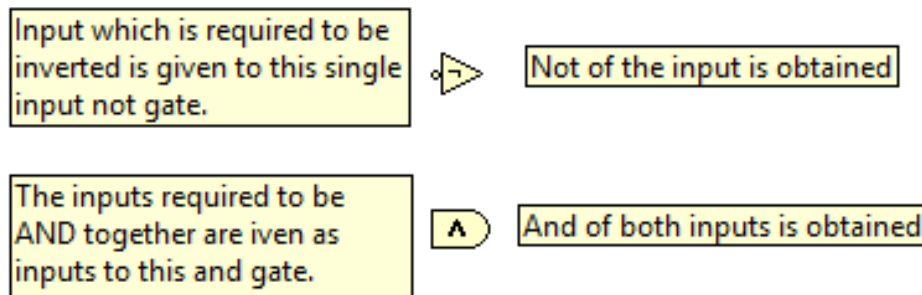 Input which is required to be
inverted is given to this single
input not gate.
¬
Not of the input is obtained
The inputs required to be
AND together are iven as
inputs to this and gate.
∧
And of both inputs is obtained